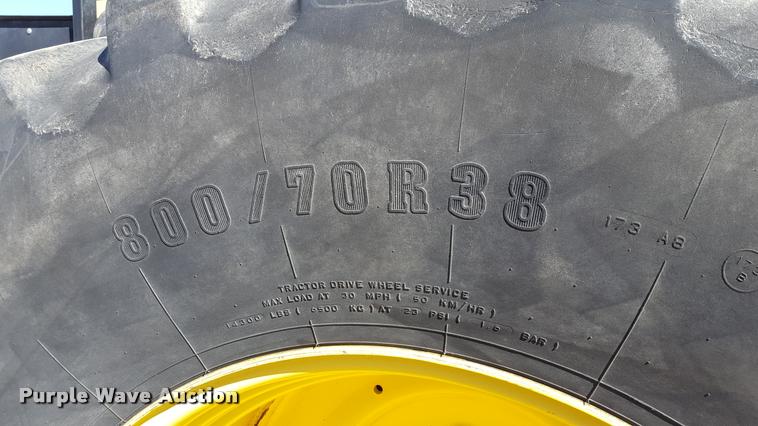 800/70R38
173 A8
173
B
TRACTOR DRIVE WHEEL SERVICE
MAX LOAD AT 30 MPH ( 50 KM/HR )
14300 LBS ( 6500 KG ) AT 23 PSI ( 1.6 BAR )
Purple Wave Auction